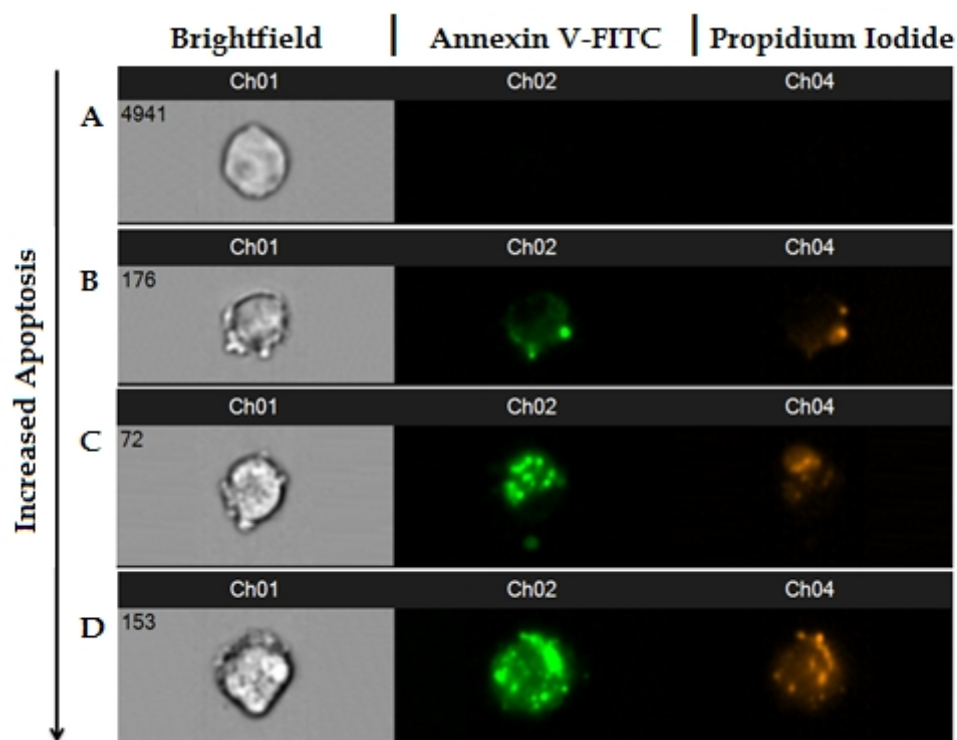 Brightfield | Annexin V-FITC | Propidium Iodide
Ch01 Ch02 Ch04
A
4941
Ch01 Ch02 Ch04
B
176
Ch01 Ch02 Ch04
C
72
Ch01 Ch02 Ch04
D
153
Increased Apoptosis